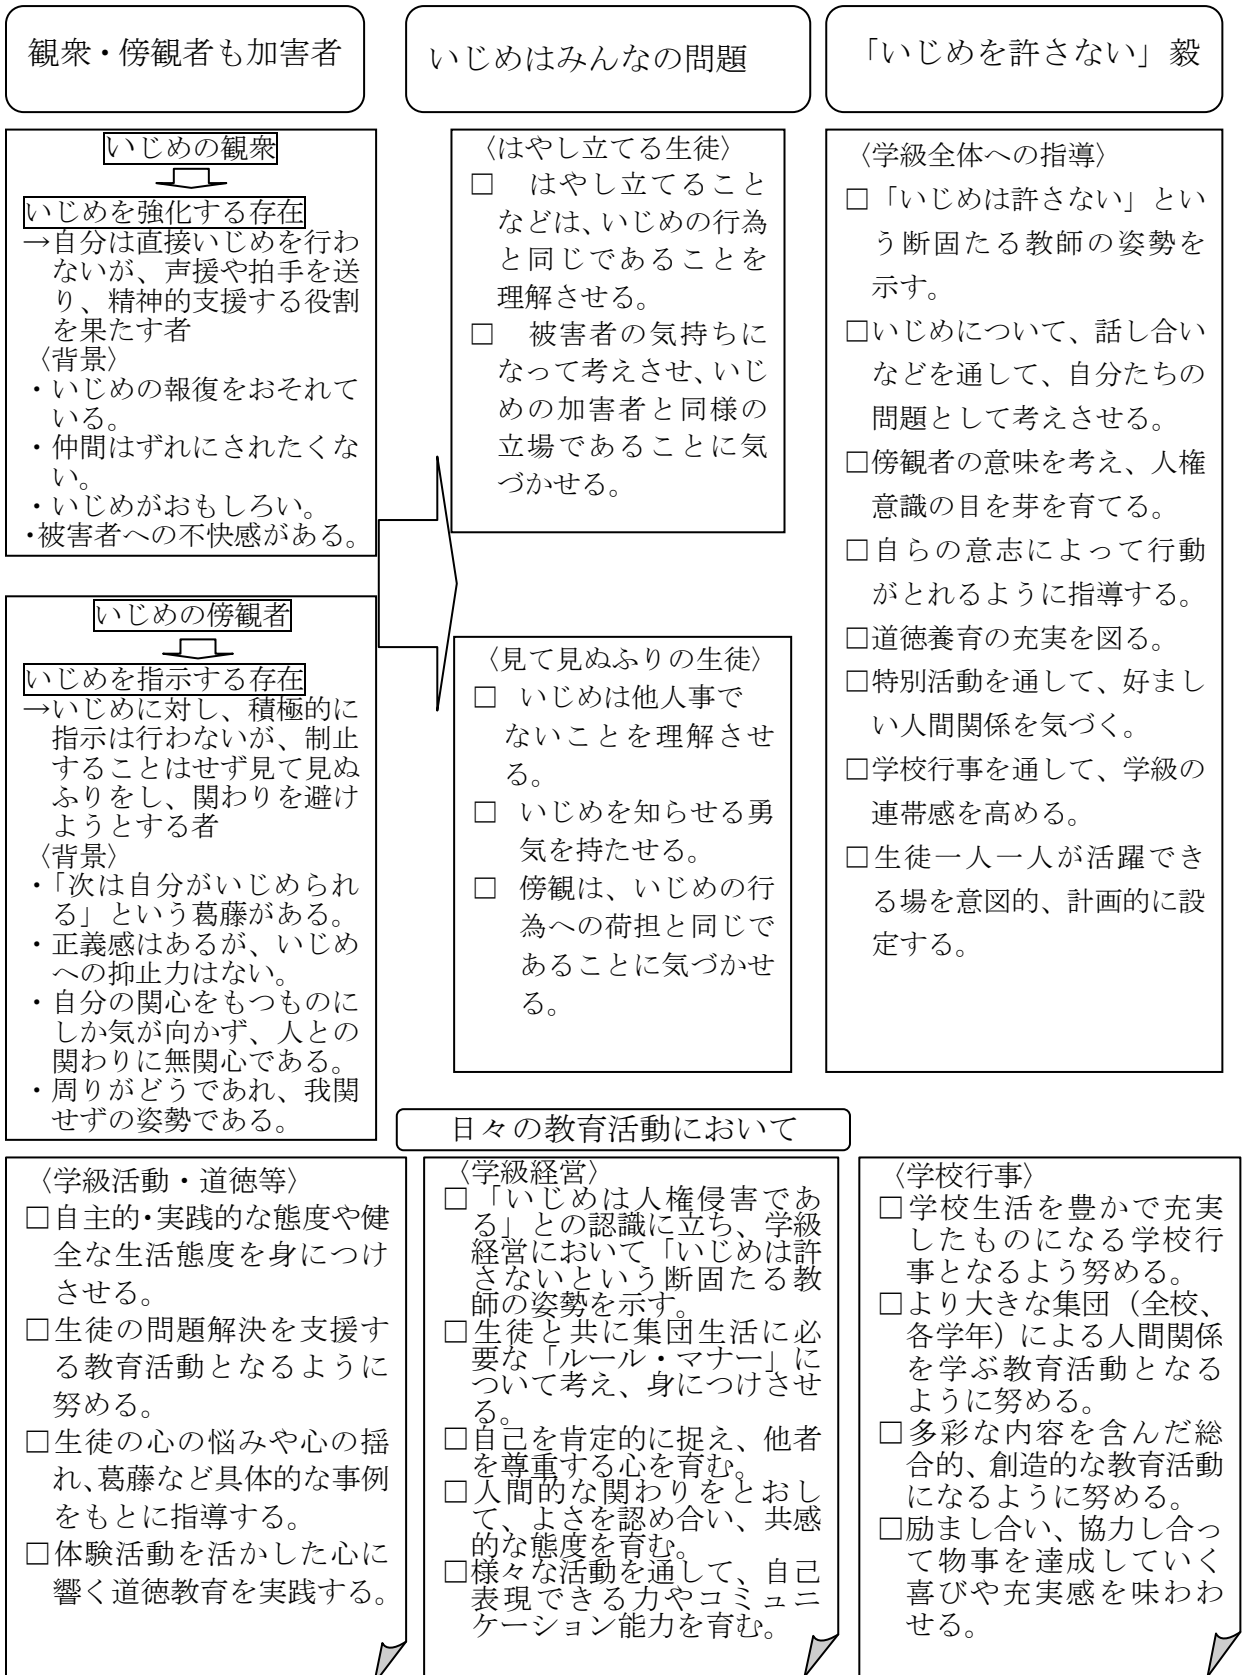 観衆・傍観者も加害者
いじめはみんなの問題
「いじめを許さない」毅
いじめの観衆
いじめを強化する存在
→自分は直接いじめを行わ
ないが、声援や拍手を送
り、精神的支援する役割
を果たす者
〈背景〉
・いじめの報復をおそれて
いる。
・仲間はずれにされたくな
い。
・いじめがおもしろい。
・被害者への不快感がある。
いじめの傍観者
いじめを指示する存在
→いじめに対し、積極的に
指示は行わないが、制止
することはせず見て見ぬ
ふりをし、関わりを避け
ようとする者
〈背景〉
・「次は自分がいじめられ
る」という葛藤がある。
・正義感はあるが、いじめ
への抑止力はない。
・自分の関心をもつものに
しか気が向かず、人との
関わりに無関心である。
・周りがどうであれ、我関
せずの姿勢である。
〈はやし立てる生徒〉
□ はやし立てること
などは、いじめの行為
と同じであることを
理解させる。
□ 被害者の気持ちに
なって考えさせ、いじ
めの加害者と同様の
立場であることに気
づかせる。
〈見て見ぬふりの生徒〉
□ いじめは他人事で
ないことを理解させ
る。
□ いじめを知らせる勇
気を持たせる。
□ 傍観は、いじめの行
為への荷担と同じで
あることに気づかせ
る。
〈学級全体への指導〉
□「いじめは許さない」とい
う断固たる教師の姿勢を
示す。
□いじめについて、話し合い
などを通して、自分たちの
問題として考えさせる。
□傍観者の意味を考え、人権
意識の目を芽を育てる。
□自らの意志によって行動
がとれるように指導する。
□道徳養育の充実を図る。
□特別活動を通して、好まし
い人間関係を気づく。
□学校行事を通して、学級の
連帯感を高める。
□生徒一人一人が活躍でき
る場を意図的、計画的に設
定する。
日々の教育活動において
〈学級活動・道徳等〉
□自主的・実践的な態度や健
全な生活態度を身につけ
させる。
□生徒の問題解決を支援す
る教育活動となるように
努める。
□生徒の心の悩みや心の揺
れ、葛藤など具体的な事例
をもとに指導する。
□体験活動を活かした心に
響く道徳教育を実践する。
〈学級経営〉
□「いじめは人権侵害であ
る」との認識に立ち、学級
経営において「いじめは許
さないという断固たる教
師の姿勢を示す。
□生徒と共に集団生活に必
要な「ルール・マナー」に
ついて考え、身につけさせ
る。
□自己を肯定的に捉え、他者
を尊重する心を育む。
□人間的な関わりをとおし
て、よさを認め合い、共感
的な態度を育む。
□様々な活動を通して、自己
表現できる力やコミュニ
ケーション能力を育む。
〈学校行事〉
□学校生活を豊かで充実
したものになる学校行
事となるよう努める。
□より大きな集団（全校、
各学年）による人間関係
を学ぶ教育活動となる
ように努める。
□多彩な内容を含んだ総
合的、創造的な教育活動
になるように努める。
□励まし合い、協力し合っ
て物事を達成していく
喜びや充実感を味わわ
せる。